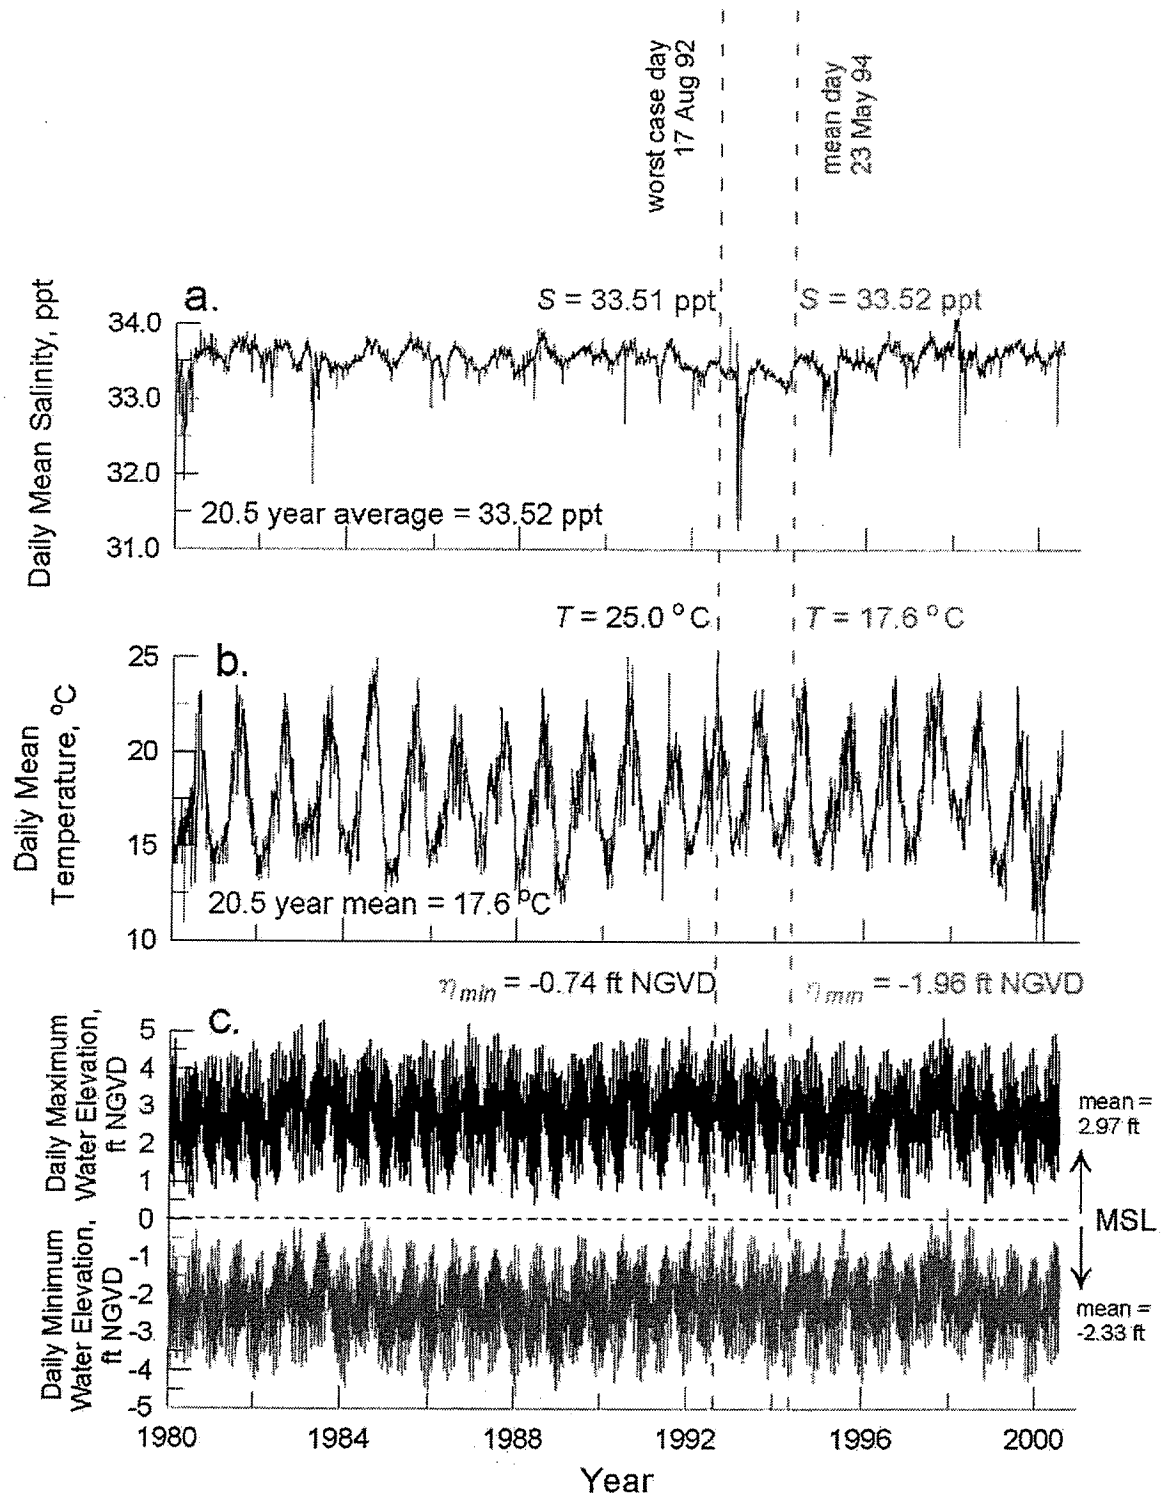 worst case day
17 Aug 92
mean day
23 May 94
a.
S = 33.51 ppt
S = 33.52 ppt
Daily Mean Salinity, ppt
34.0
33.0
32.0
31.0
20.5 year average = 33.52 ppt
T = 25.0 °C
T = 17.6 °C
b.
Daily Mean
Temperature, °C
25
20
15
10
20.5 year mean = 17.6 °C
η min = -0.74 ft NGVD
η min = -1.96 ft NGVD
c.
Daily Maximum
Water Elevation,
ft NGVD
5
4
3
2
1
0
-1
-2
-3
-4
-5
Daily Minimum
Water Elevation,
ft NGVD
mean =
2.97 ft
MSL
mean =
-2.33 ft
1980
1984
1988
1992
1996
2000
Year